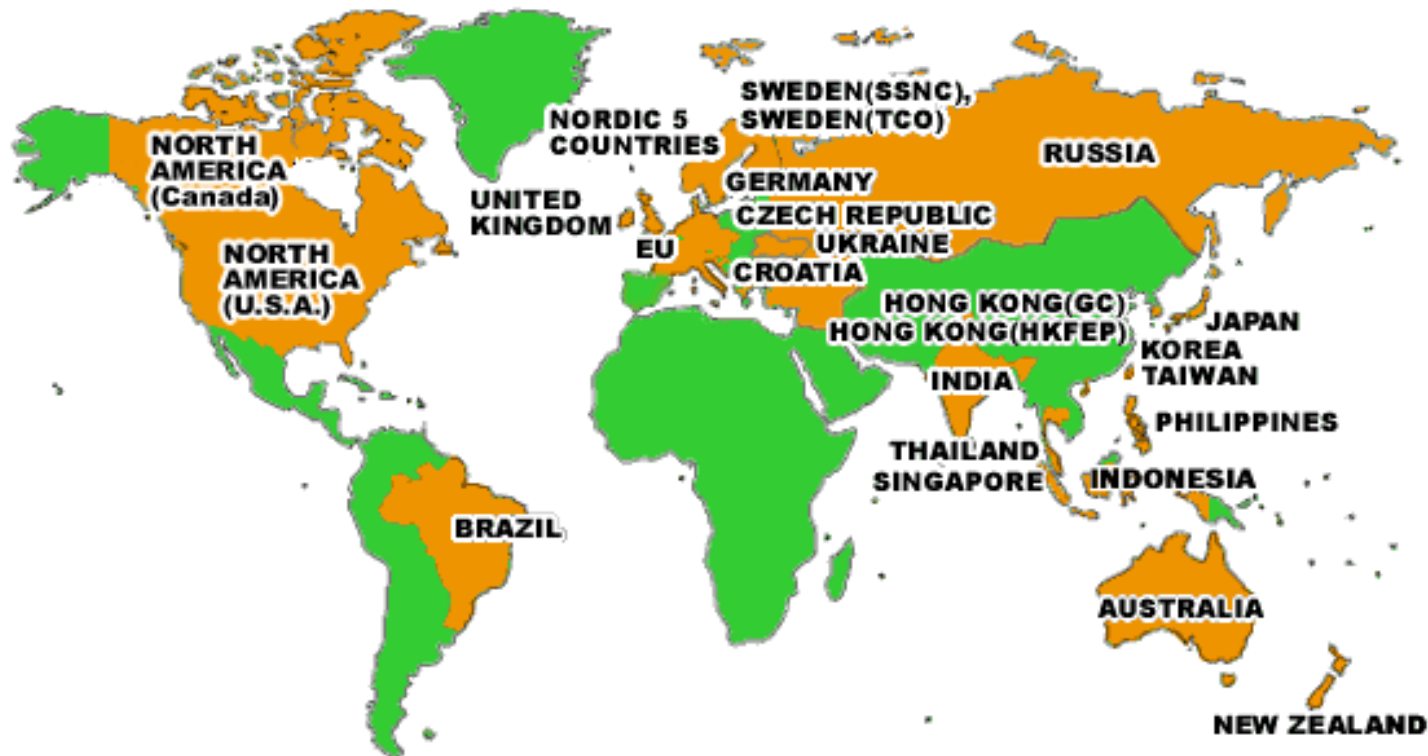 SWEDEN(SSNC),
SWEDEN(TCO)
NORDIC 5
COUNTRIES
NORTH
AMERICA
(Canada)
RUSSIA
GERMANY
UNITED
KINGDOM
CZECH REPUBLIC
EU
UKRAINE
NORTH
AMERICA
(U.S.A.)
CROATIA
HONG KONG(GC)
HONG KONG(HKFEP)
JAPAN
KOREA
TAIWAN
INDIA
PHILIPPINES
THAILAND
SINGAPORE
INDONESIA
BRAZIL
AUSTRALIA
NEW ZEALAND